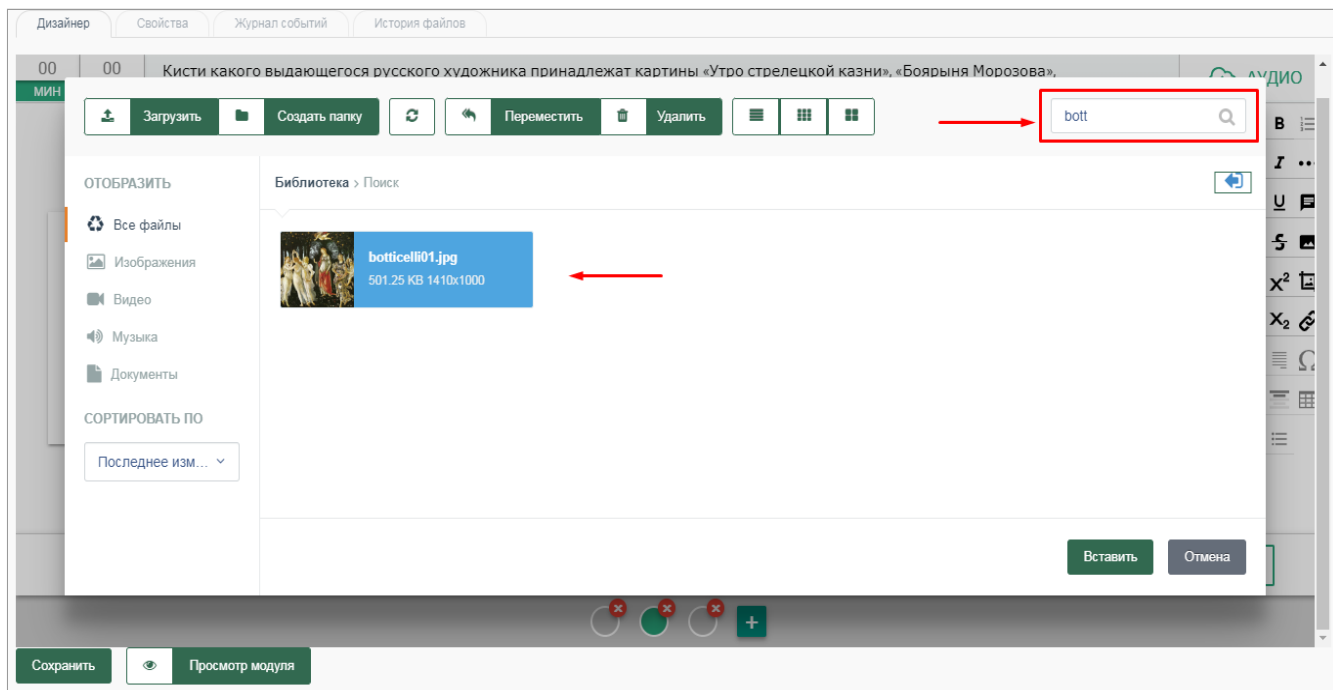 Дизайнер Свойства Журнал событий История файлов
00 00 Кисти какого выдающегося русского художника принадлежат картины «Утро стрелецкой казни», «Боярыня Морозова»,
МИН
АУДИО
Загрузить Создать папку Переместить Удалить bott
ОТОБРАЗИТЬ Библиотека > Поиск
Все файлы
Изображения
Видео
Музыка
Документы
botticelli01.jpg
501.25 KB 1410x1000
СОРТИРОВАТЬ ПО
Последнее изм...
Вставить Отмена
B
I
U
S
X²
X₂
Ω
Сохранить Просмотр модуля